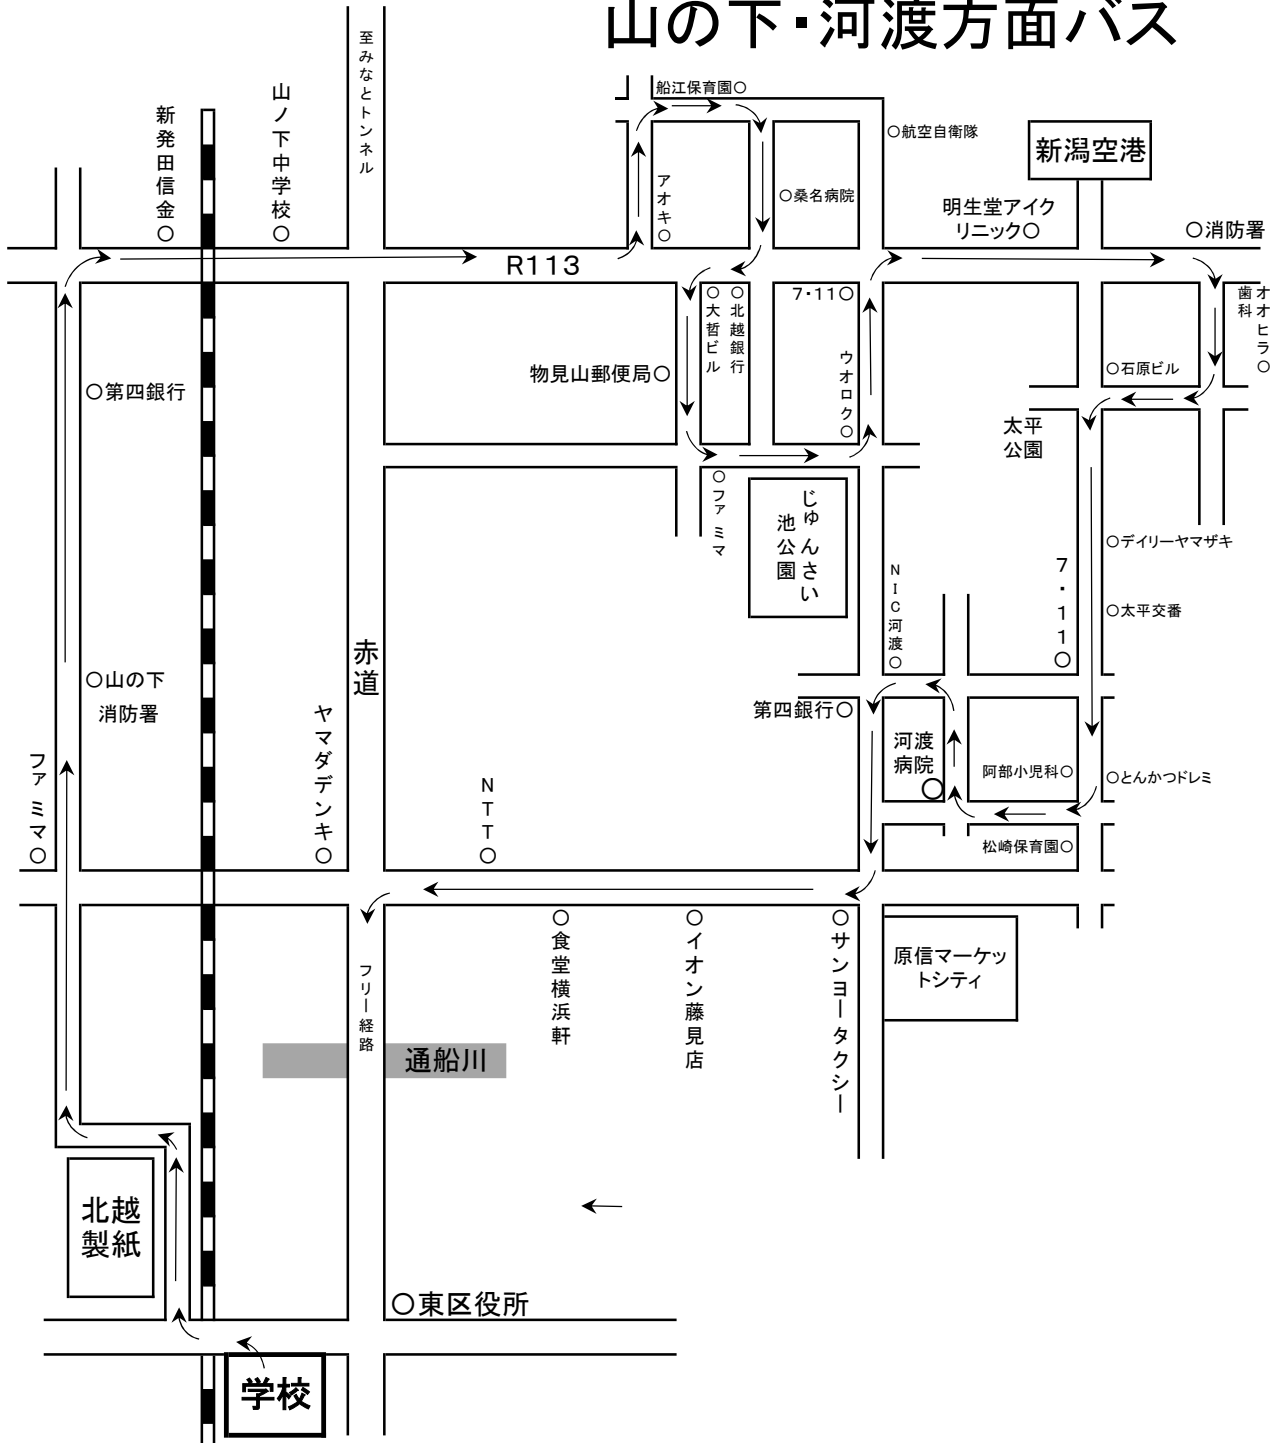 山の下・河渡方面バス
至みなとトンネル
新発田信金○
山ノ下中学校○
船江保育園○
○航空自衛隊
新潟空港
アオキ○
○桑名病院
明生堂アイク
リニック○
○消防署
R113
○大哲ビル
○北越銀行
7・11○
オオヒラ○
歯科
物見山郵便局○
ウオロク○
○石原ビル
○第四銀行
太平
公園
○ファミマ
じゅんさい
池公園
○デイリーヤマザキ
NIC河渡○
7・11○
○太平交番
赤道
○山の下
消防署
ヤマダデンキ○
第四銀行○
河渡
病院
○
阿部小児科○
○とんかつドレミ
ファミマ○
NTT○
松崎保育園○
○食堂横浜軒
○イオン藤見店
○サンヨータクシー
原信マーケッ
トシティ
フリー経路
通船川
北越
製紙
○東区役所
学校